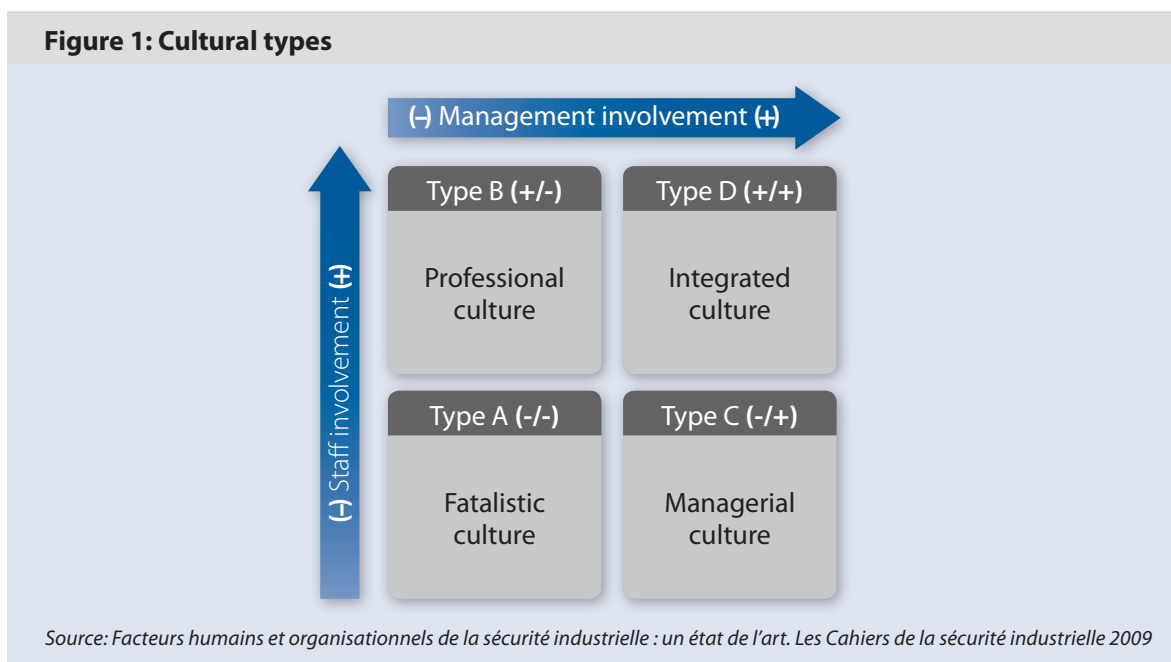 Figure 1: Cultural types
(–) Management involvement (+)
(–) Staff involvement (+)
Type B (+/-)
Professional
culture
Type D (+/+)
Integrated
culture
Type A (-/-)
Fatalistic
culture
Type C (-/+)
Managerial
culture
Source: Facteurs humains et organisationnels de la sécurité industrielle : un état de l'art. Les Cahiers de la sécurité industrielle 2009